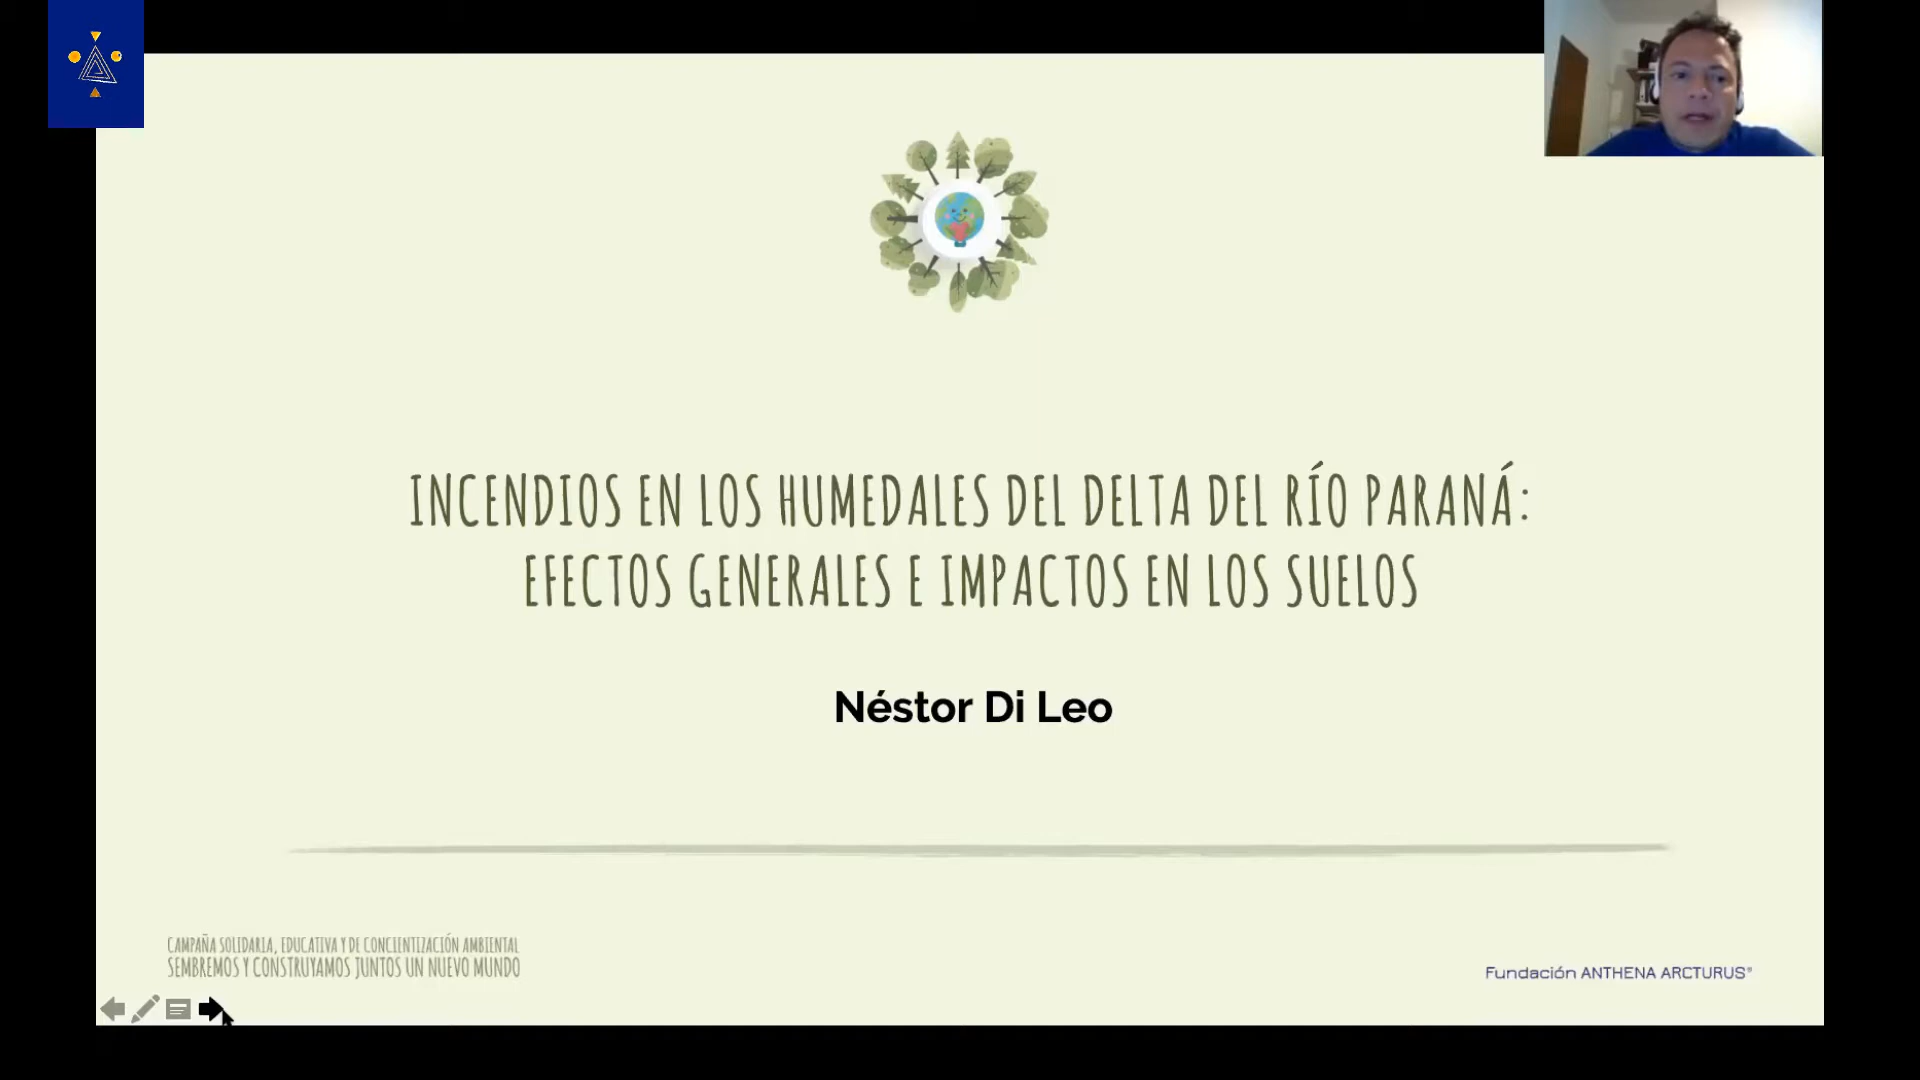 INCENDIOS EN LOS HUMEDALES DEL DELTA DEL RÍO PARANÁ:
EFECTOS GENERALES E IMPACTOS EN LOS SUELOS
Néstor Di Leo
CAMPAÑA SOLIDARIA, EDUCATIVA Y DE CONCIENTIZACIÓN AMBIENTAL
SEMBREMOS Y CONSTRUYAMOS JUNTOS UN NUEVO MUNDO
Fundación ANTHENA ARCTURUS®